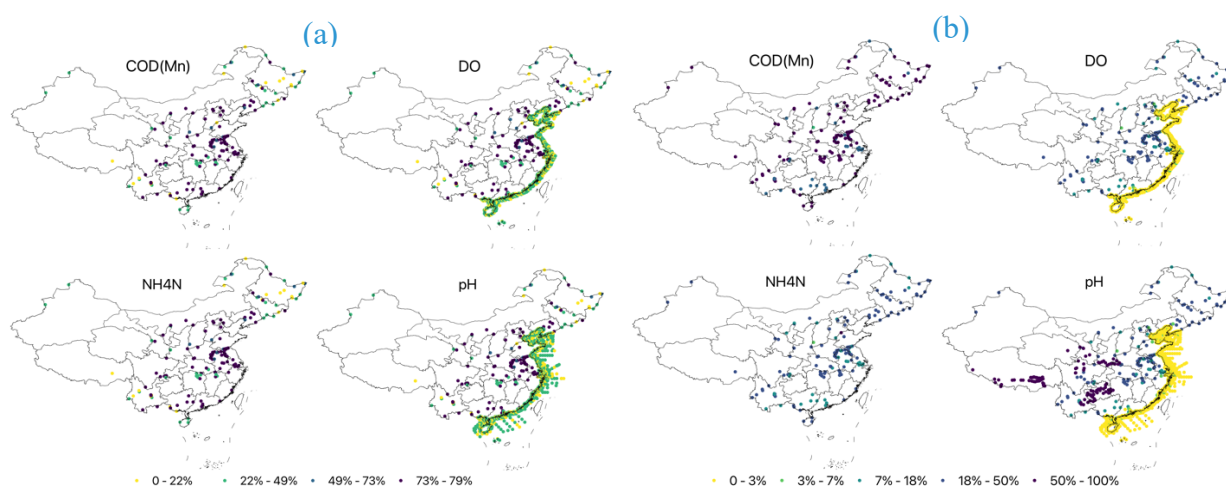 (a)
COD(Mn)
DO
NH4N
pH
0 - 22%
22% - 49%
49% - 73%
73% - 79%
(b)
COD(Mn)
DO
NH4N
pH
0 - 3%
3% - 7%
7% - 18%
18% - 50%
50% - 100%